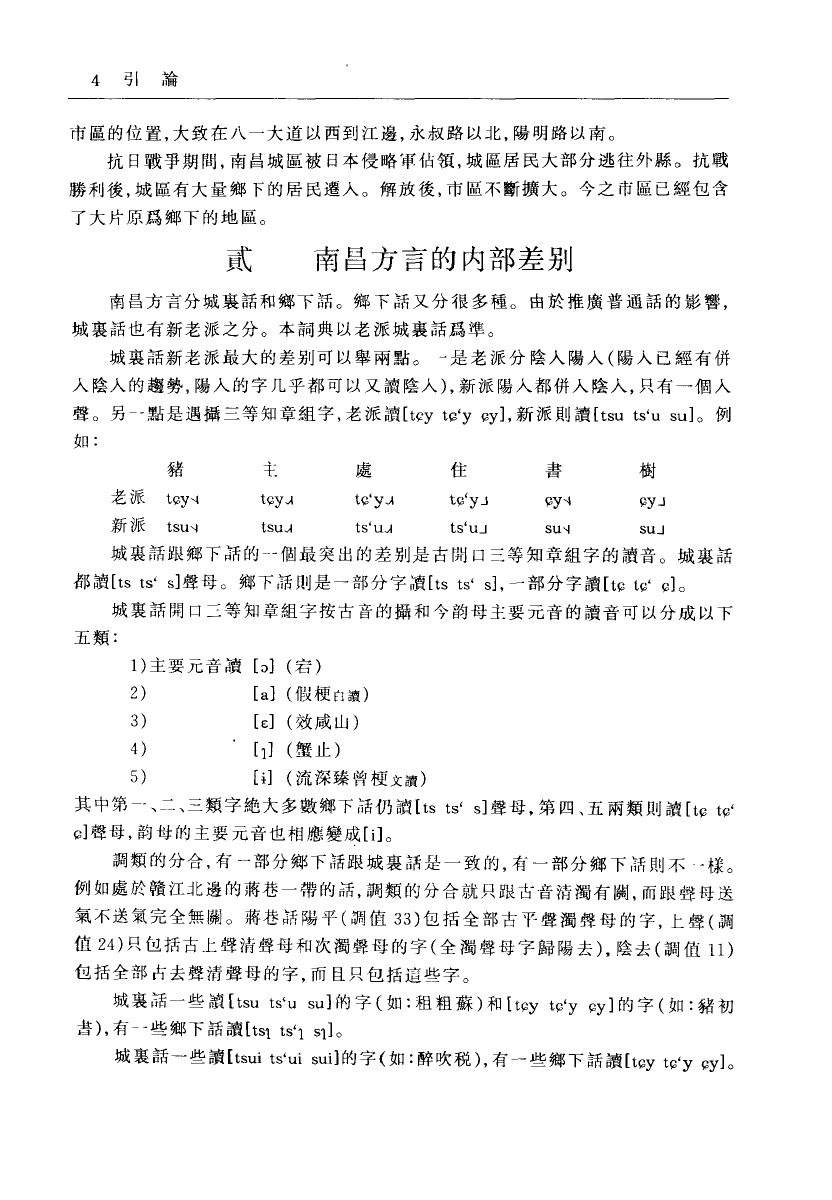 4 引 論
市區的位置,大致在八一大道以西到江邊,永叔路以北,陽明路以南。
抗日戰爭期間,南昌城區被日本侵略軍佔領,城區居民大部分逃往外縣。抗戰
勝利後,城區有大量鄉下的居民遷入。解放後,市區不斷擴大。今之市區已經包含
了大片原爲鄉下的地區。
貳 南昌方言的内部差别
南昌方言分城裏話和鄉下話。鄉下話又分很多種。由於推廣普通話的影響,
城裏話也有新老派之分。本詞典以老派城裏話爲準。
城裏話新老派最大的差别可以舉兩點。一是老派分陰入陽入(陽入已經有併
入陰入的趨勢,陽入的字几乎都可以又讀陰入),新派陽入都併入陰入,只有一個入
聲。另一點是遇攝三等知章組字,老派讀[tɕy tɕ‘y ɕy],新派則讀[tsu ts‘u su]。例
如:
豬 主 處 住 書 樹
老派 tɕy˦˨ tɕy˨˩˧ tɕ‘y˨˩˧ tɕ‘y˩ ɕy˦˨ ɕy˩
新派 tsu˦˨ tsu˨˩˧ ts‘u˨˩˧ ts‘u˩ su˦˨ su˩
城裏話跟鄉下話的一個最突出的差别是古開口三等知章組字的讀音。城裏話
都讀[ts ts‘ s]聲母。鄉下話則是一部分字讀[ts ts‘ s],一部分字讀[tɕ tɕ‘ ɕ]。
城裏話開口三等知章組字按古音的攝和今韵母主要元音的讀音可以分成以下
五類:
1)主要元音讀 [ɔ] (宕)
2) [a] (假梗白讀)
3) [ɛ] (效咸山)
4) [ɿ] (蟹止)
5) [ɨ] (流深臻曾梗文讀)
其中第一、二、三類字絶大多數鄉下話仍讀[ts ts‘ s]聲母,第四、五兩類則讀[tɕ tɕ‘
ɕ]聲母,韵母的主要元音也相應變成[i]。
調類的分合,有一部分鄉下話跟城裏話是一致的,有一部分鄉下話則不一樣。
例如處於贛江北邊的蔣巷一帶的話,調類的分合就只跟古音清濁有關,而跟聲母送
氣不送氣完全無關。蔣巷話陽平(調值 33)包括全部古平聲濁聲母的字,上聲(調
值 24)只包括古上聲清聲母和次濁聲母的字(全濁聲母字歸陽去),陰去(調值 11)
包括全部古去聲清聲母的字,而且只包括這些字。
城裏話一些讀[tsu ts‘u su]的字(如:租粗蘇)和[tɕy tɕ‘y ɕy]的字(如:豬初
書),有一些鄉下話讀[tsɿ ts‘ɿ sɿ]。
城裏話一些讀[tsui ts‘ui sui]的字(如:醉吹税),有一些鄉下話讀[tɕy tɕ‘y ɕy]。